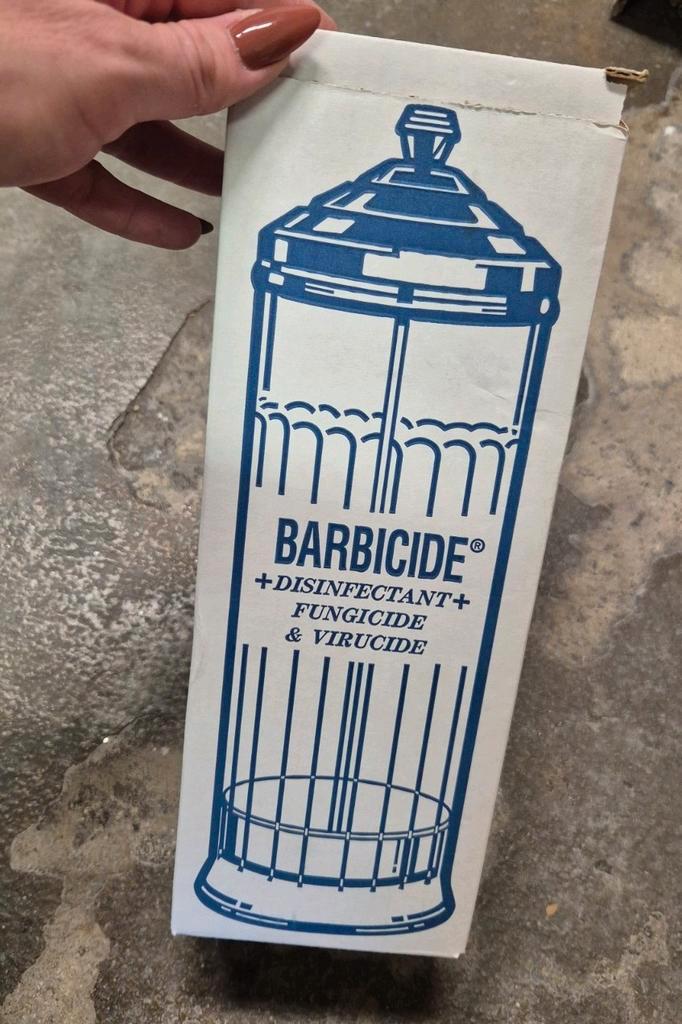 BARBICIDE®
+DISINFECTANT+
FUNGICIDE
& VIRUCIDE